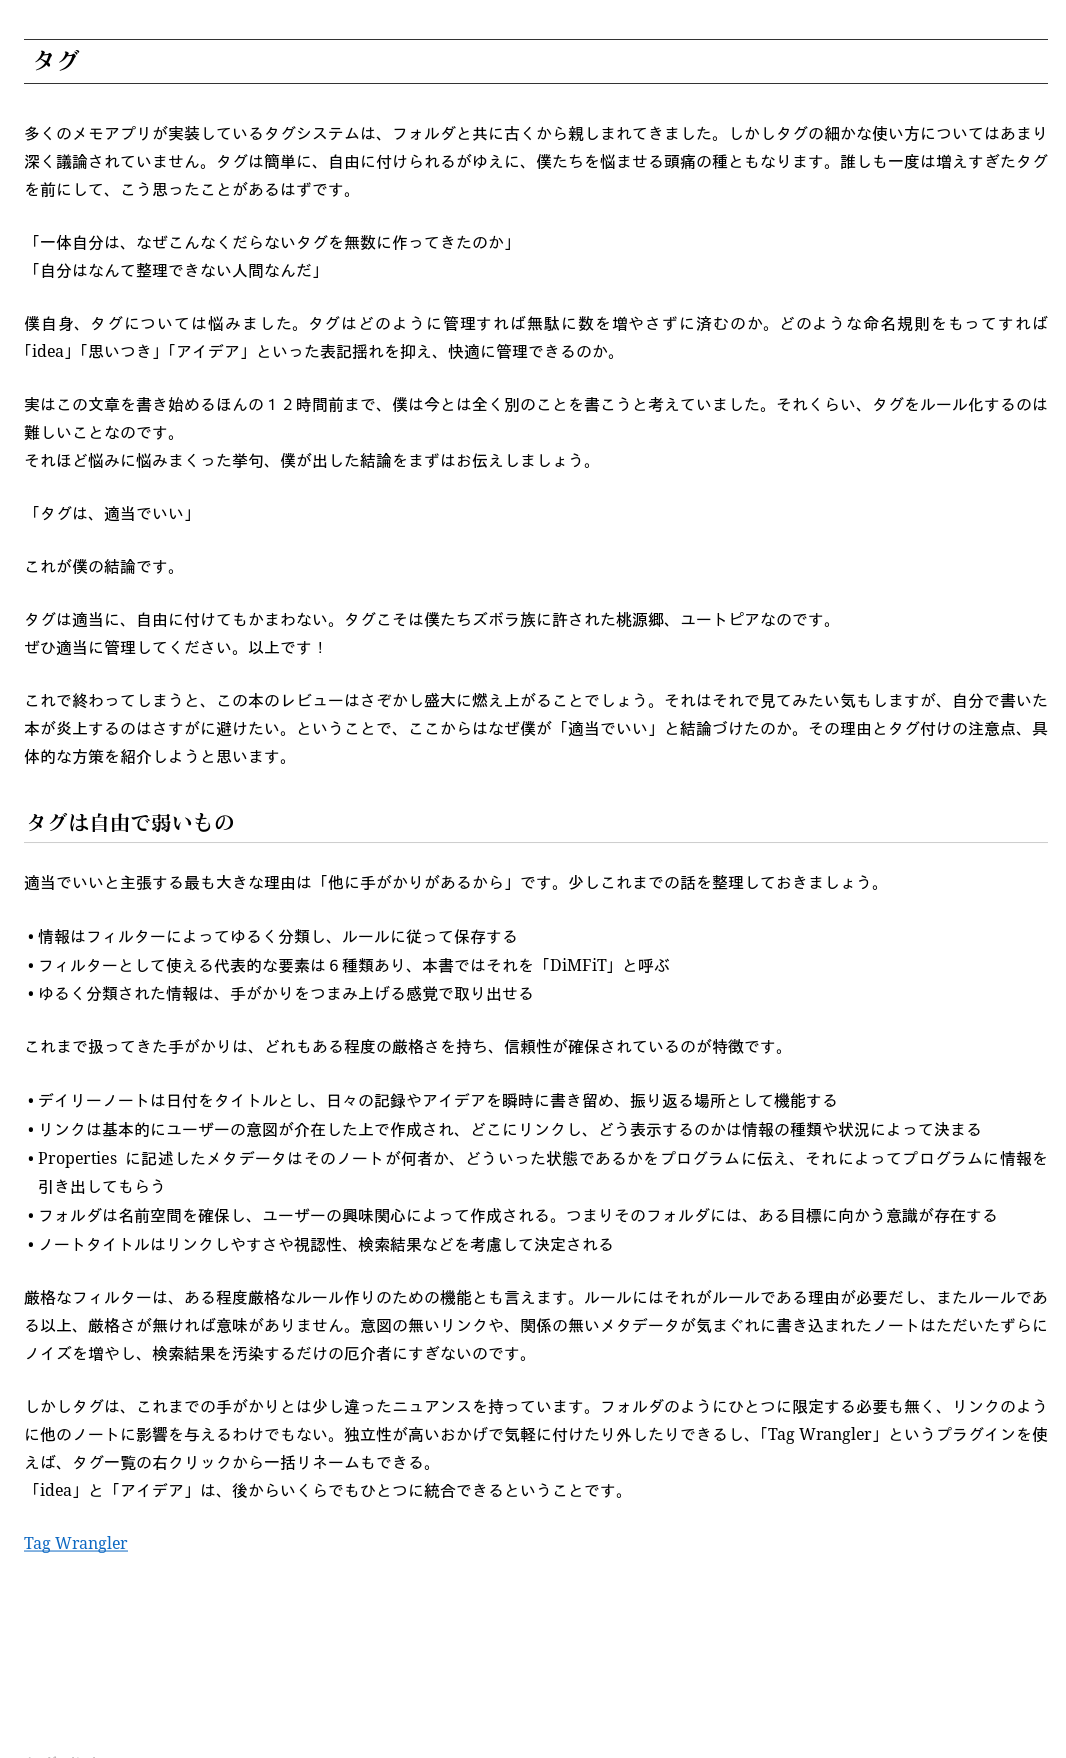 タグ
多くのメモアプリが実装しているタグシステムは、フォルダと共に古くから親しまれてきました。しかしタグの細かな使い方についてはあまり
深く議論されていません。タグは簡単に、自由に付けられるがゆえに、僕たちを悩ませる頭痛の種ともなります。誰しも一度は増えすぎたタグ
を前にして、こう思ったことがあるはずです。
「一体自分は、なぜこんなくだらないタグを無数に作ってきたのか」
「自分はなんて整理できない人間なんだ」
僕自身、タグについては悩みました。タグはどのように管理すれば無駄に数を増やさずに済むのか。どのような命名規則をもってすれば
「idea」「思いつき」「アイデア」といった表記揺れを抑え、快適に管理できるのか。
実はこの文章を書き始めるほんの１２時間前まで、僕は今とは全く別のことを書こうと考えていました。それくらい、タグをルール化するのは
難しいことなのです。
それほど悩みに悩みまくった挙句、僕が出した結論をまずはお伝えしましょう。
「タグは、適当でいい」
これが僕の結論です。
タグは適当に、自由に付けてもかまわない。タグこそは僕たちズボラ族に許された桃源郷、ユートピアなのです。
ぜひ適当に管理してください。以上です！
これで終わってしまうと、この本のレビューはさぞかし盛大に燃え上がることでしょう。それはそれで見てみたい気もしますが、自分で書いた
本が炎上するのはさすがに避けたい。ということで、ここからはなぜ僕が「適当でいい」と結論づけたのか。その理由とタグ付けの注意点、具
体的な方策を紹介しようと思います。
タグは自由で弱いもの
適当でいいと主張する最も大きな理由は「他に手がかりがあるから」です。少しこれまでの話を整理しておきましょう。
• 情報はフィルターによってゆるく分類し、ルールに従って保存する
• フィルターとして使える代表的な要素は６種類あり、本書ではそれを「DiMFiT」と呼ぶ
• ゆるく分類された情報は、手がかりをつまみ上げる感覚で取り出せる
これまで扱ってきた手がかりは、どれもある程度の厳格さを持ち、信頼性が確保されているのが特徴です。
• デイリーノートは日付をタイトルとし、日々の記録やアイデアを瞬時に書き留め、振り返る場所として機能する
• リンクは基本的にユーザーの意図が介在した上で作成され、どこにリンクし、どう表示するのかは情報の種類や状況によって決まる
• Properties に記述したメタデータはそのノートが何者か、どういった状態であるかをプログラムに伝え、それによってプログラムに情報を
引き出してもらう
• フォルダは名前空間を確保し、ユーザーの興味関心によって作成される。つまりそのフォルダには、ある目標に向かう意識が存在する
• ノートタイトルはリンクしやすさや視認性、検索結果などを考慮して決定される
厳格なフィルターは、ある程度厳格なルール作りのための機能とも言えます。ルールにはそれがルールである理由が必要だし、またルールであ
る以上、厳格さが無ければ意味がありません。意図の無いリンクや、関係の無いメタデータが気まぐれに書き込まれたノートはただいたずらに
ノイズを増やし、検索結果を汚染するだけの厄介者にすぎないのです。
しかしタグは、これまでの手がかりとは少し違ったニュアンスを持っています。フォルダのようにひとつに限定する必要も無く、リンクのよう
に他のノートに影響を与えるわけでもない。独立性が高いおかげで気軽に付けたり外したりできるし、「Tag Wrangler」というプラグインを使
えば、タグ一覧の右クリックから一括リネームもできる。
「idea」と「アイデア」は、後からいくらでもひとつに統合できるということです。
Tag Wrangler